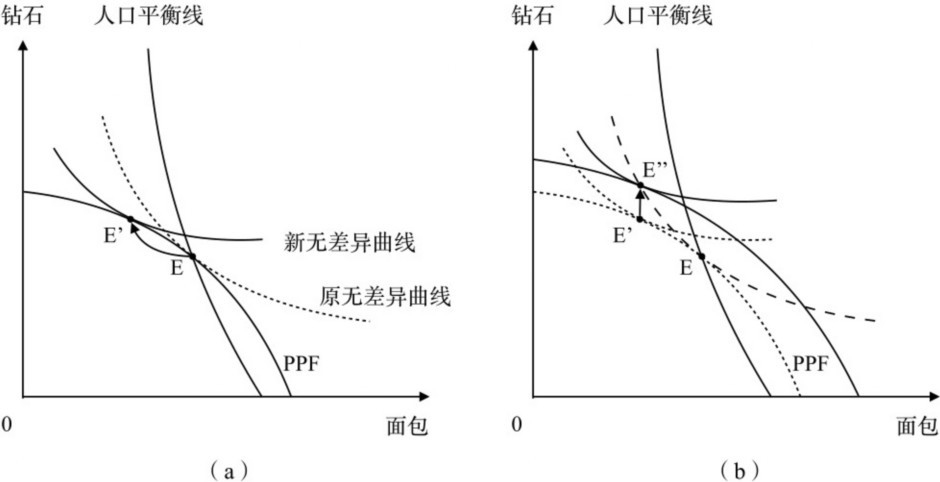 钻石 人口平衡线
E'
E
新无差异曲线
原无差异曲线
PPF
0 面包
（a）
钻石 人口平衡线
E''
E'
E
PPF
0 面包
（b）